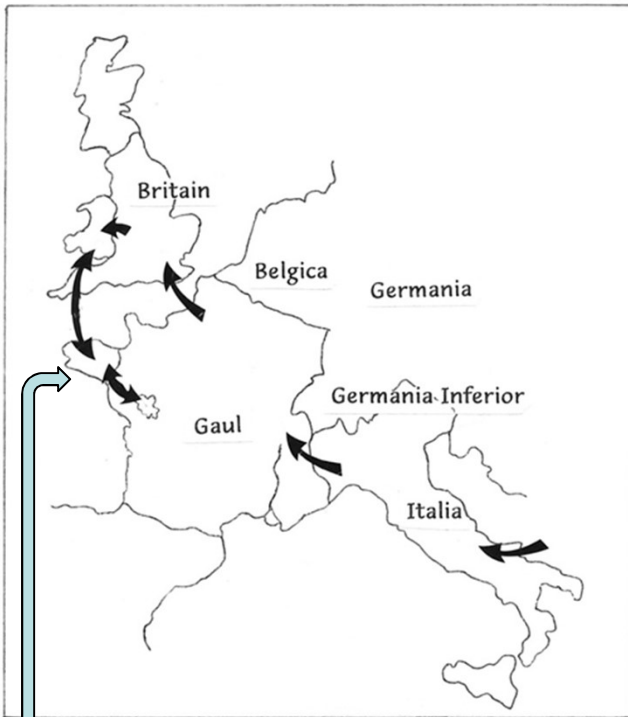 Britain
Belgica
Germania
Germania Inferior
Gaul
Italia